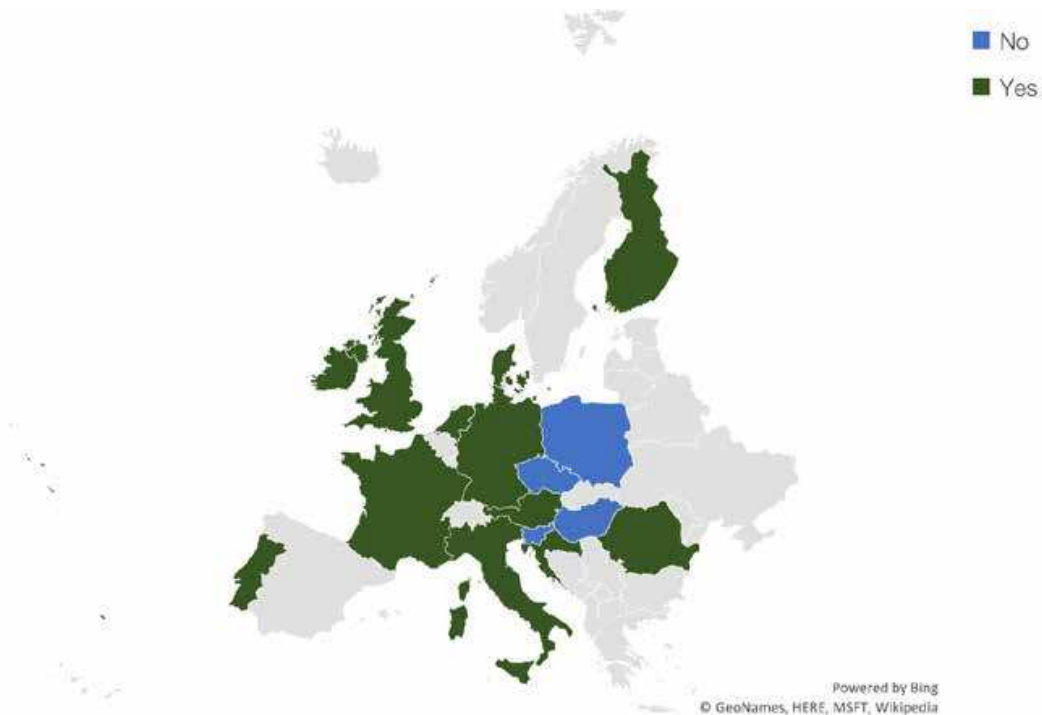 No
Yes
Powered by Bing
© GeoNames, HERE, MSFT, Wikipedia